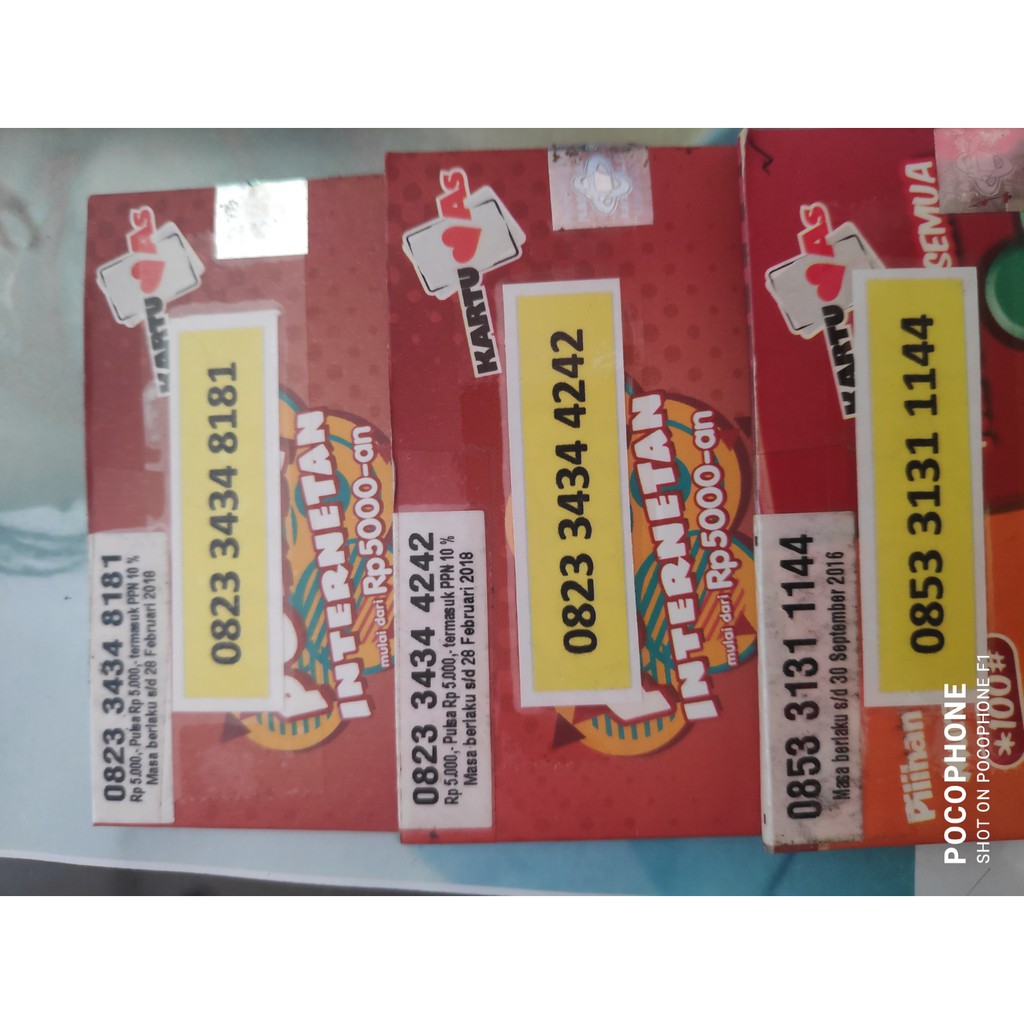 KARTU As
0823 3434 8181
0823 3434 8181
Rp 5.000,- Pulsa Rp 5.000,- termasuk PPN 10 %
Masa berlaku s/d 28 Februari 2018
INTERNETAN
mulai dari Rp5000-an
KARTU As
0823 3434 4242
0823 3434 4242
Rp 5.000,- Pulsa Rp 5.000,- termasuk PPN 10 %
Masa berlaku s/d 28 Februari 2018
INTERNETAN
mulai dari Rp5000-an
KARTU As
SEMUA
0853 3131 1144
0853 3131 1144
Masa berlaku s/d 30 September 2016
Pilihan
*100#
POCOPHONE
SHOT ON POCOPHONE F1